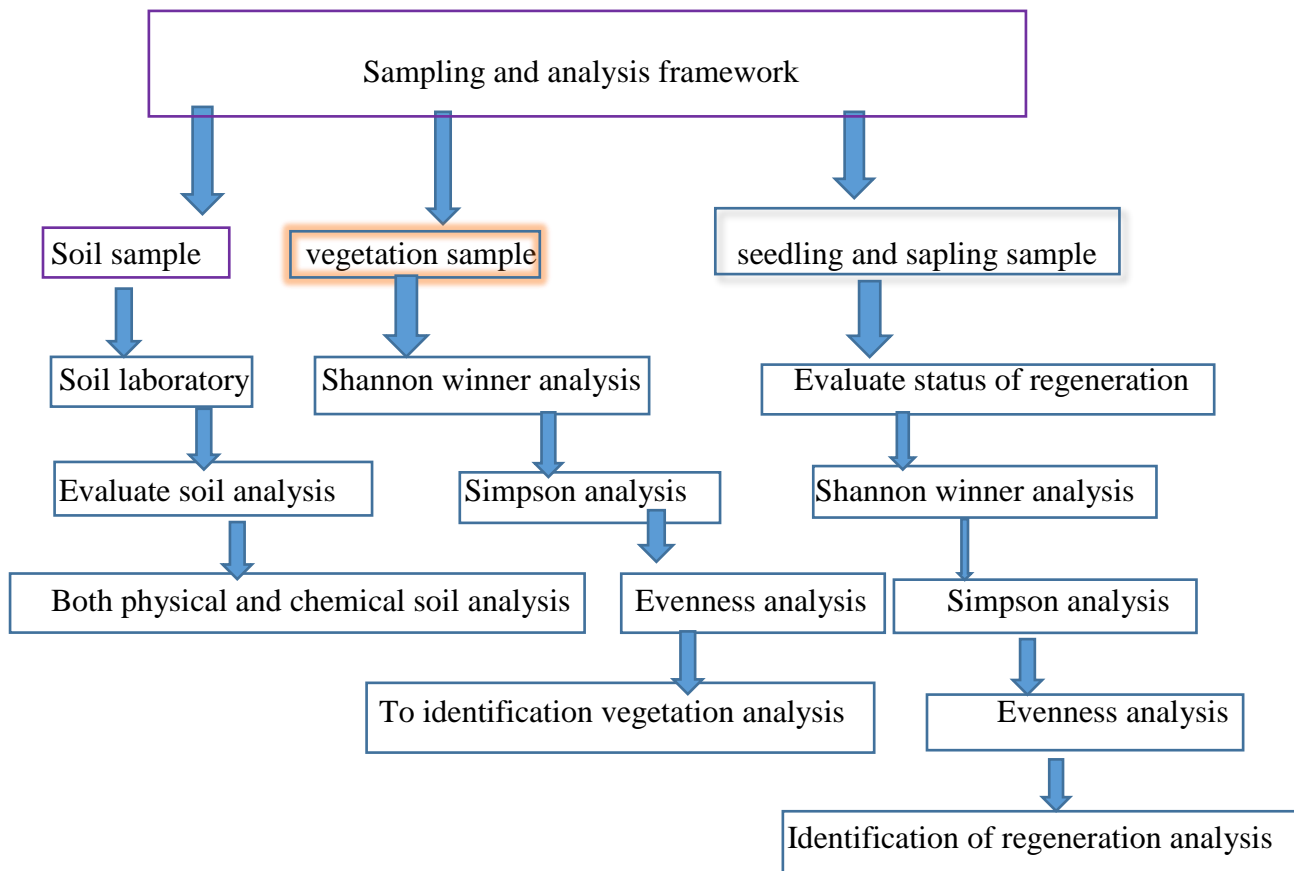 Sampling and analysis framework
Soil sample
vegetation sample
seedling and sapling sample
Soil laboratory
Shannon winner analysis
Evaluate status of regeneration
Evaluate soil analysis
Simpson analysis
Shannon winner analysis
Both physical and chemical soil analysis
Evenness analysis
Simpson analysis
To identification vegetation analysis
Evenness analysis
Identification of regeneration analysis